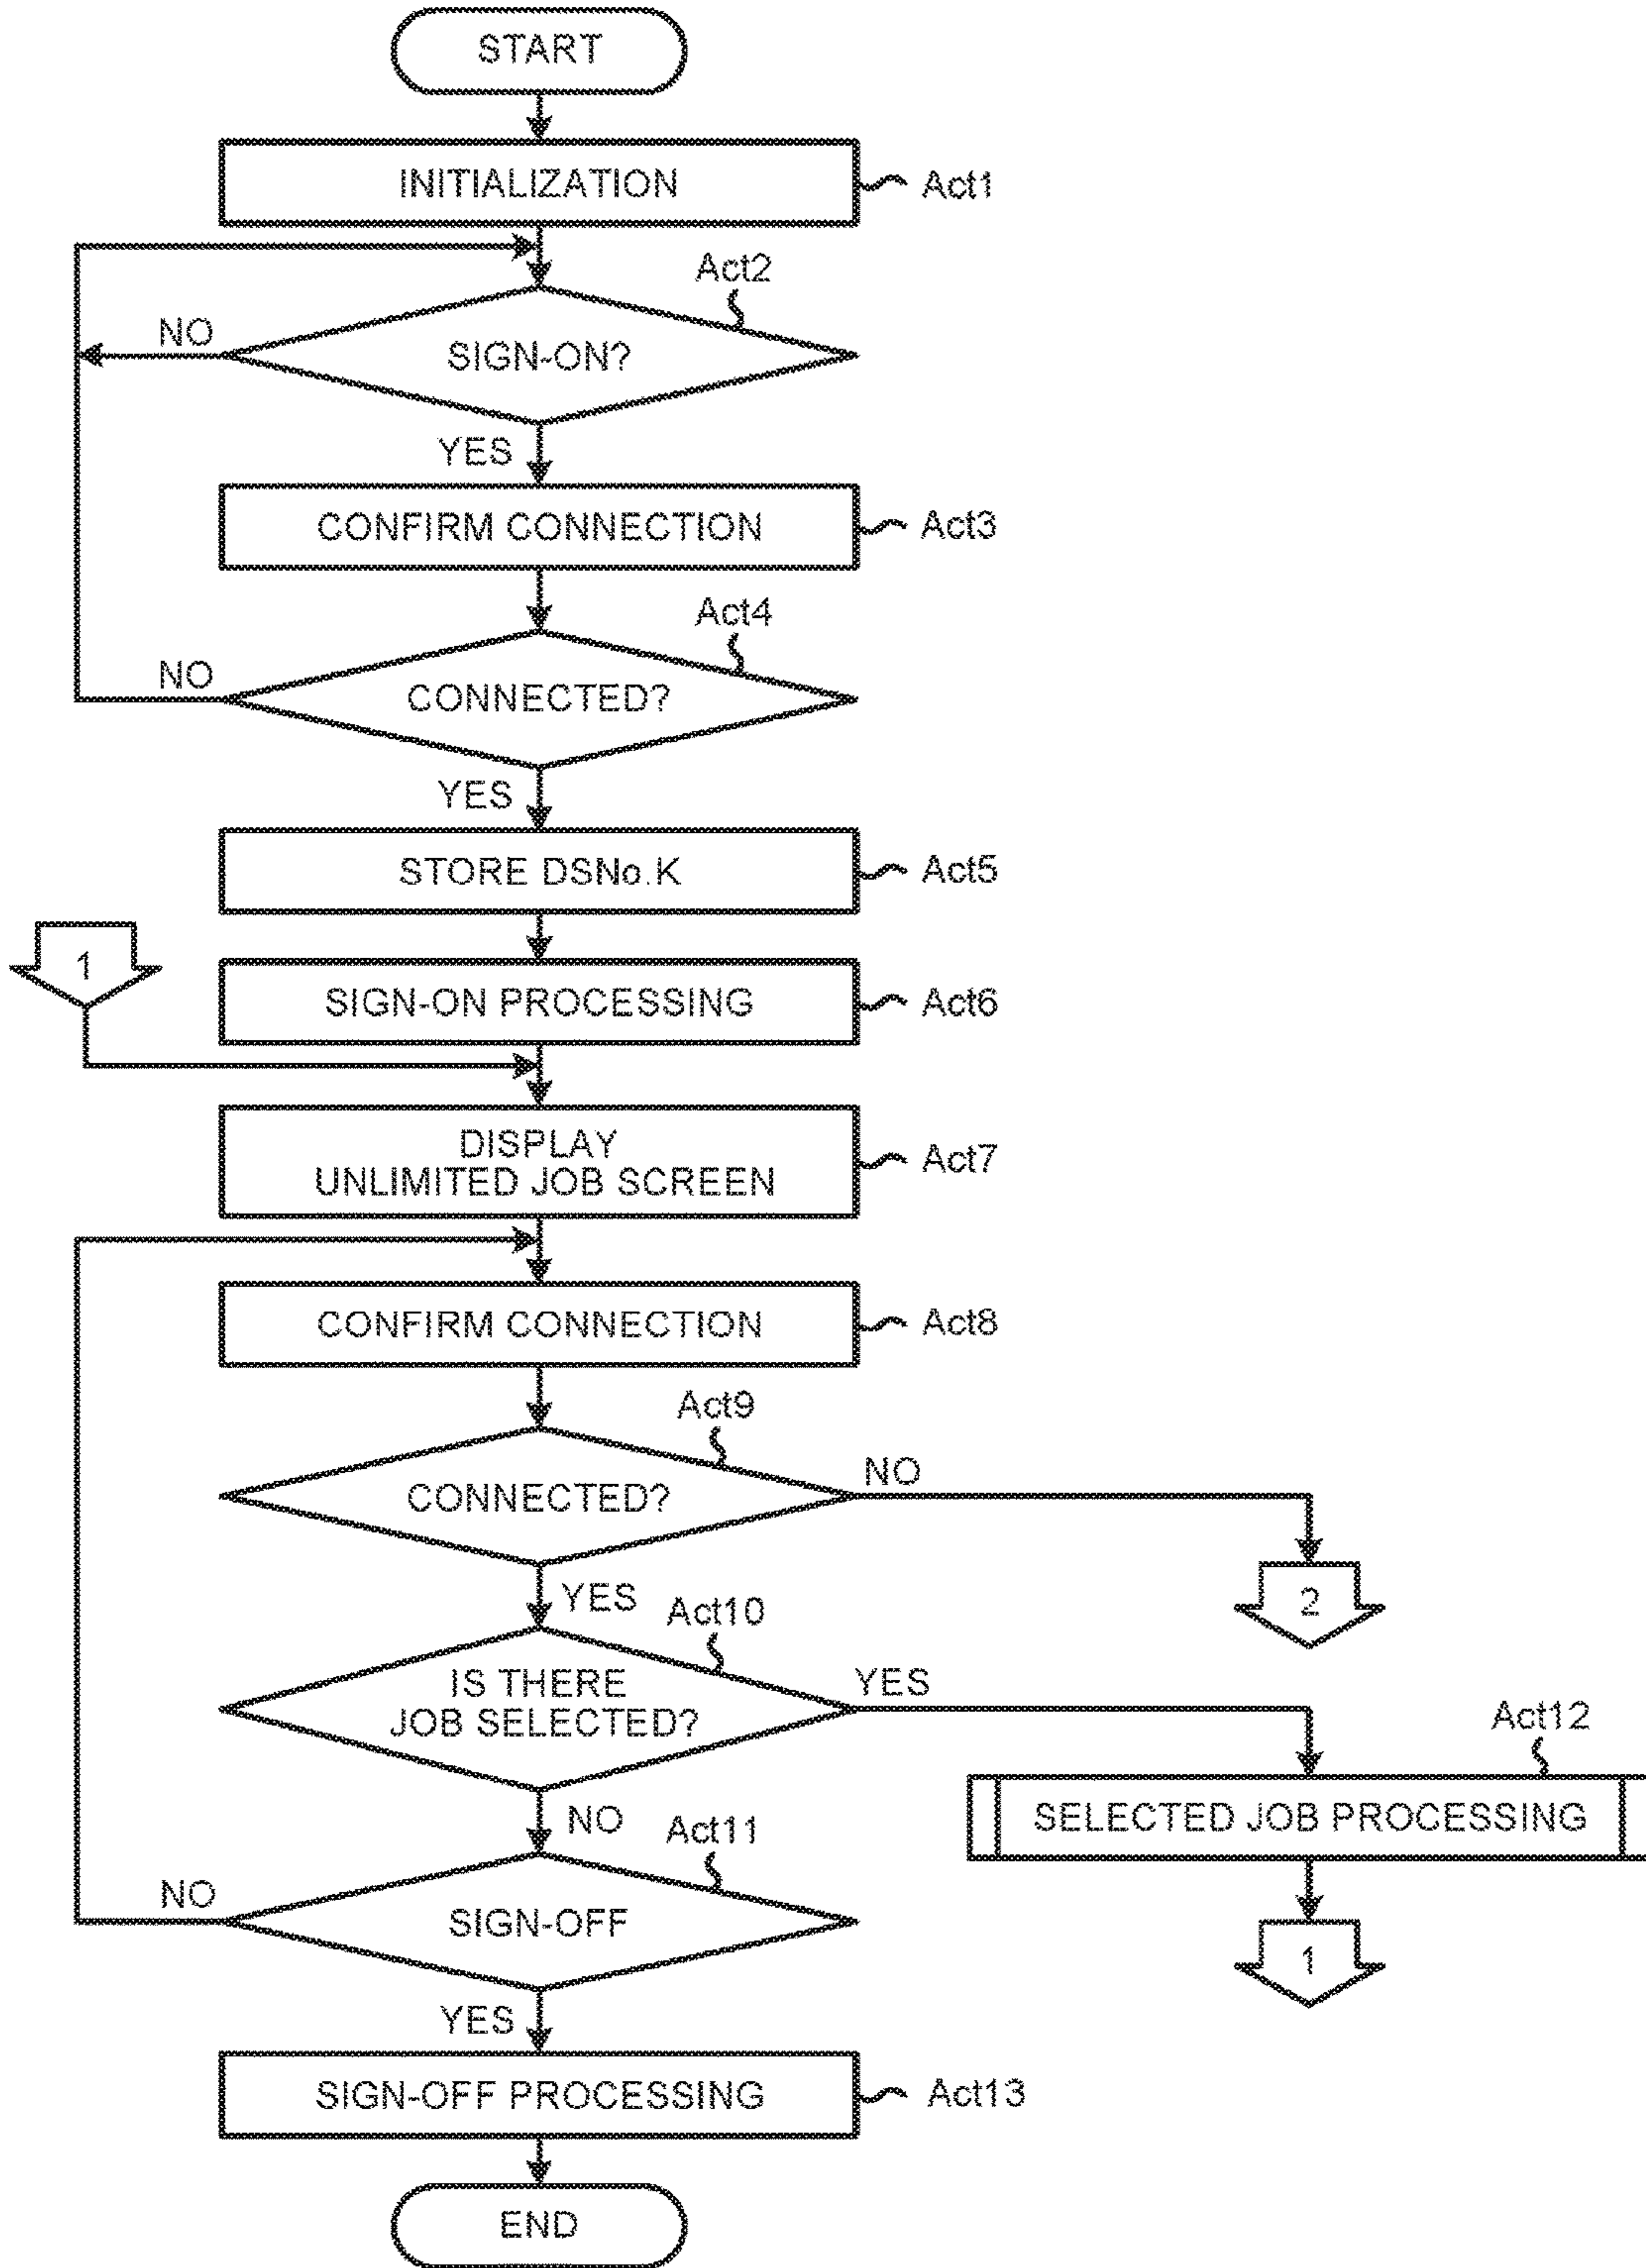 START
INITIALIZATION
Act1
Act2
NO
SIGN-ON?
YES
CONFIRM CONNECTION
Act3
Act4
NO
CONNECTED?
YES
STORE DSNo.K
Act5
1
SIGN-ON PROCESSING
Act6
DISPLAY
UNLIMITED JOB SCREEN
Act7
CONFIRM CONNECTION
Act8
Act9
NO
CONNECTED?
2
YES
Act10
YES
IS THERE
JOB SELECTED?
Act12
SELECTED JOB PROCESSING
NO
Act11
NO
SIGN-OFF
1
YES
SIGN-OFF PROCESSING
Act13
END